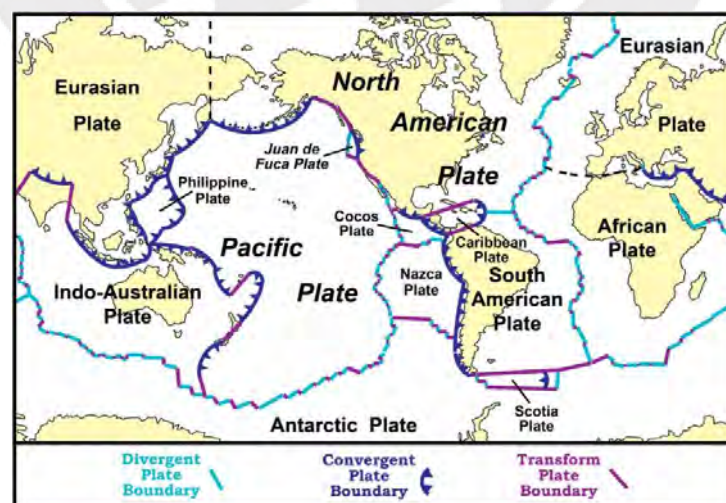 Eurasian
Plate
North
American
Plate
Eurasian
Plate
Juan de
Fuca Plate
Philippine
Plate
Cocos
Plate
Caribbean
Plate
African
Plate
Pacific
Plate
Nazca
Plate
South
American
Plate
Indo-Australian
Plate
Scotia
Plate
Antarctic Plate
Divergent
Plate
Boundary
Convergent
Plate
Boundary
Transform
Plate
Boundary